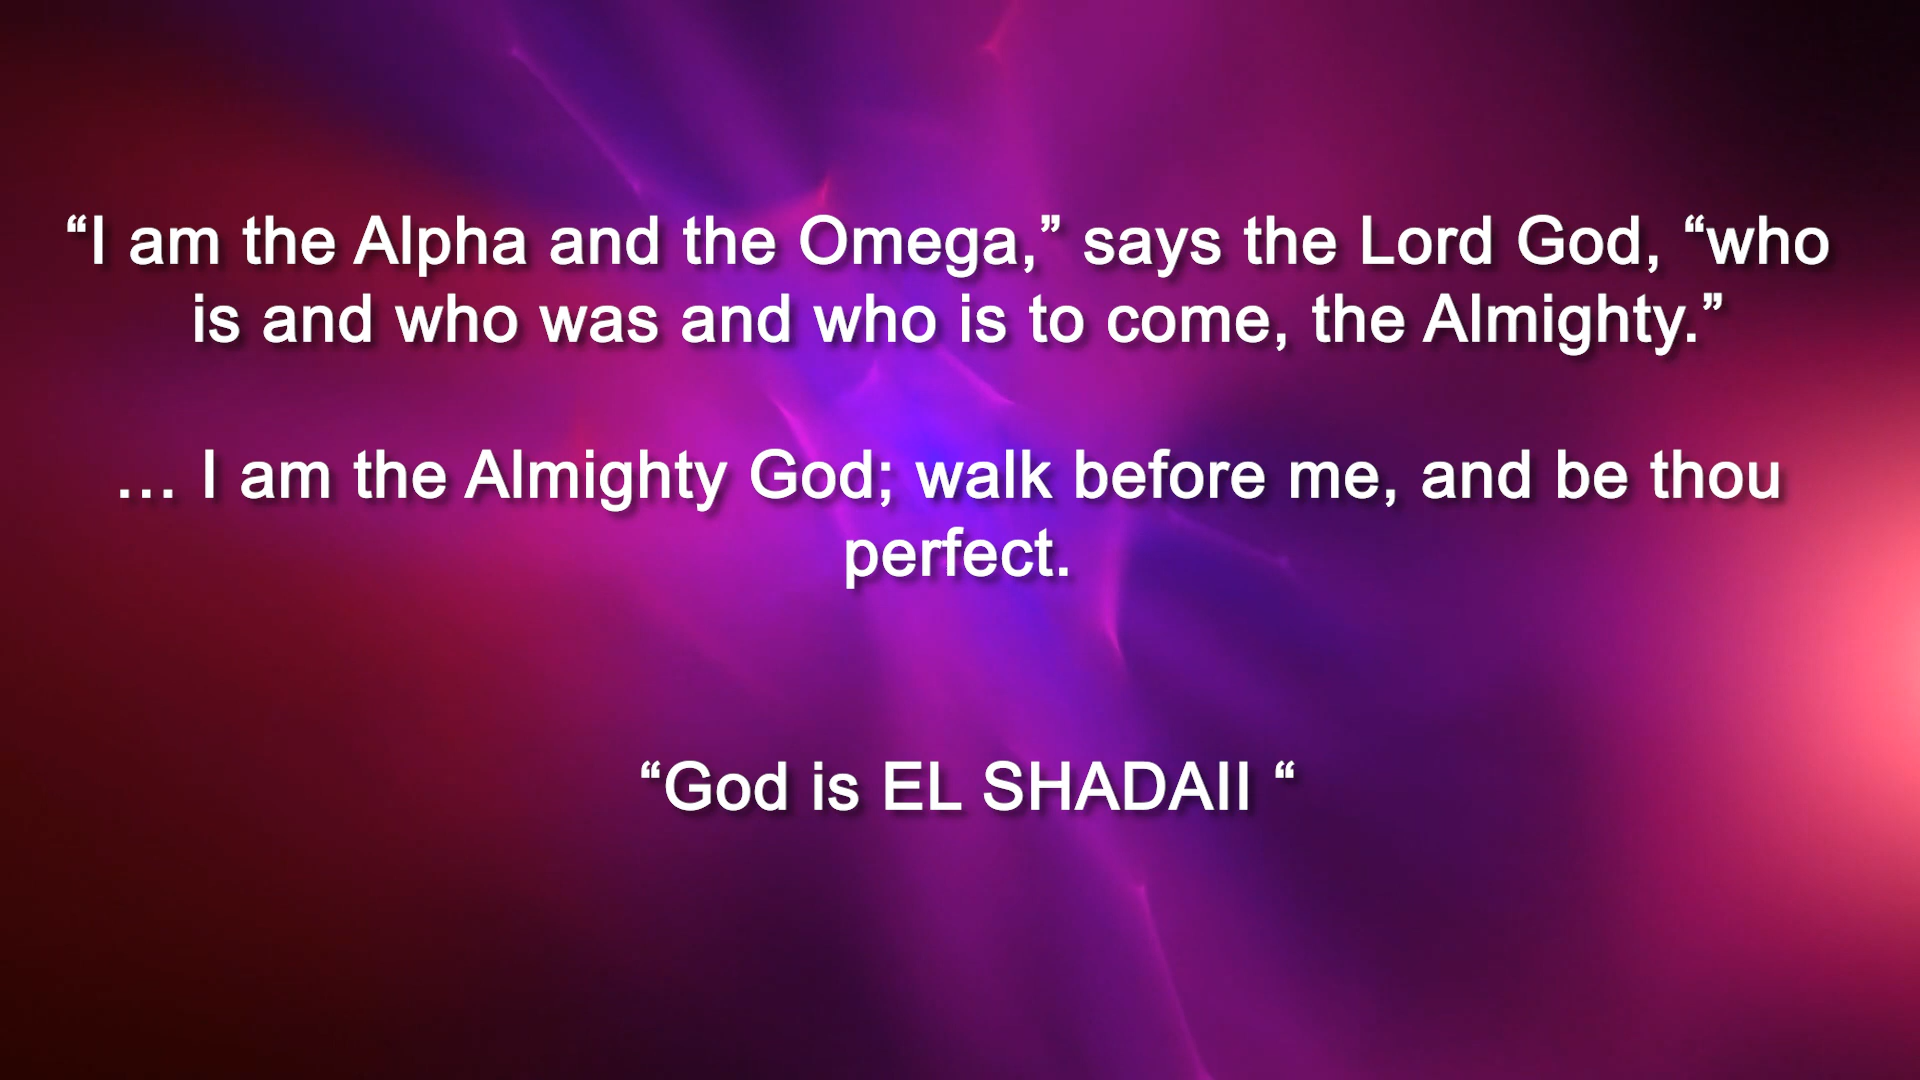 “I am the Alpha and the Omega,” says the Lord God, “who
is and who was and who is to come, the Almighty.”
… I am the Almighty God; walk before me, and be thou
perfect.
“God is EL SHADAII “